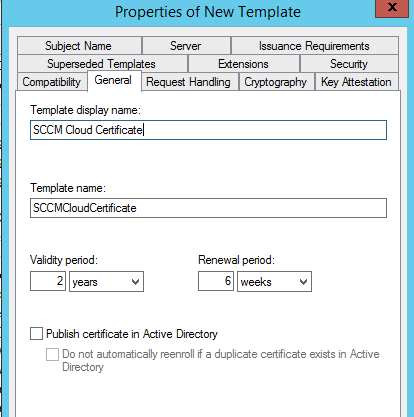 Properties of New Template
x
Subject Name Server Issuance Requirements
Superseded Templates Extensions Security
Compatibility General Request Handling Cryptography Key Attestation
Template display name:
SCCM Cloud Certificate
Template name:
SCCMCloudCertificate
Validity period: Renewal period:
2 years 6 weeks
Publish certificate in Active Directory
Do not automatically reenroll if a duplicate certificate exists in Active
Directory